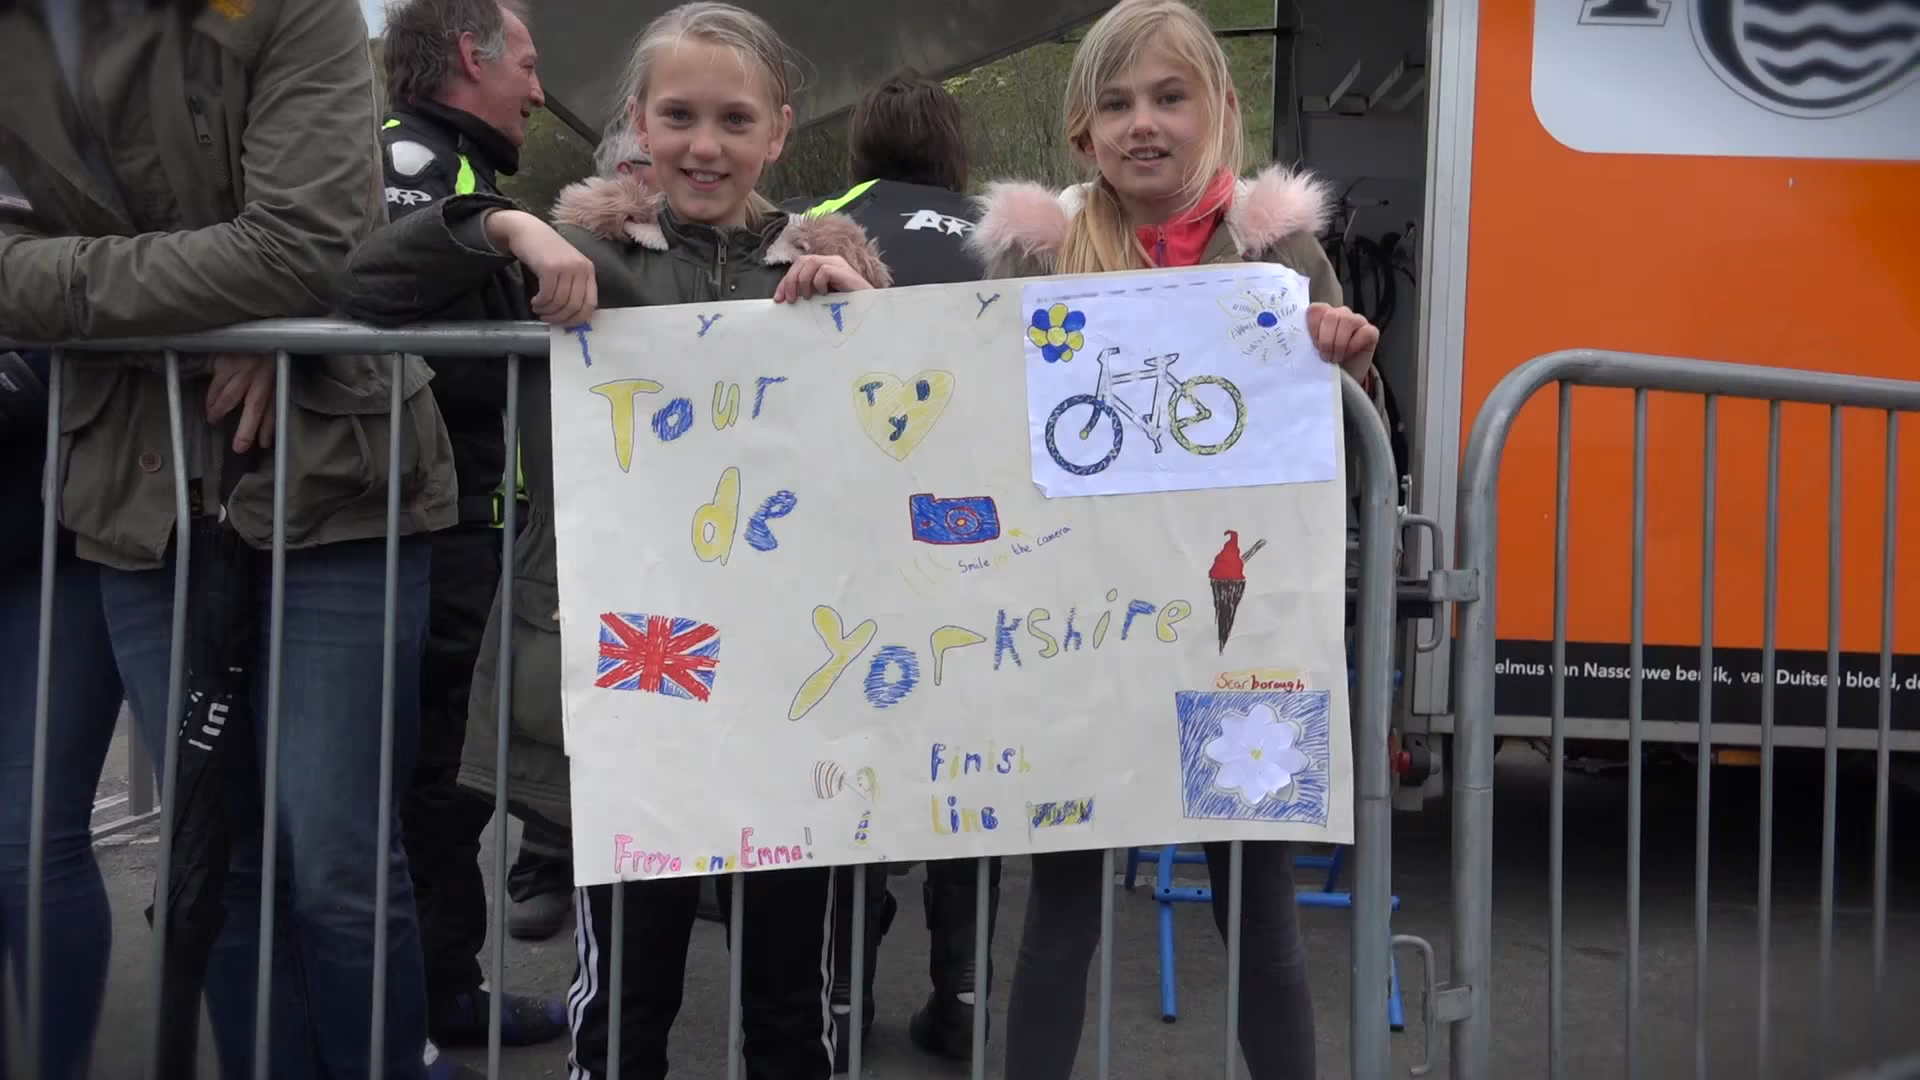 T Y T Y
Tour
T D Y
de
Smile for the camera
Yorkshire
Scarborough
Finish
Line
Freya and Emma!
elmus van Nassouwe ben ik, van Duitsen bloed, d